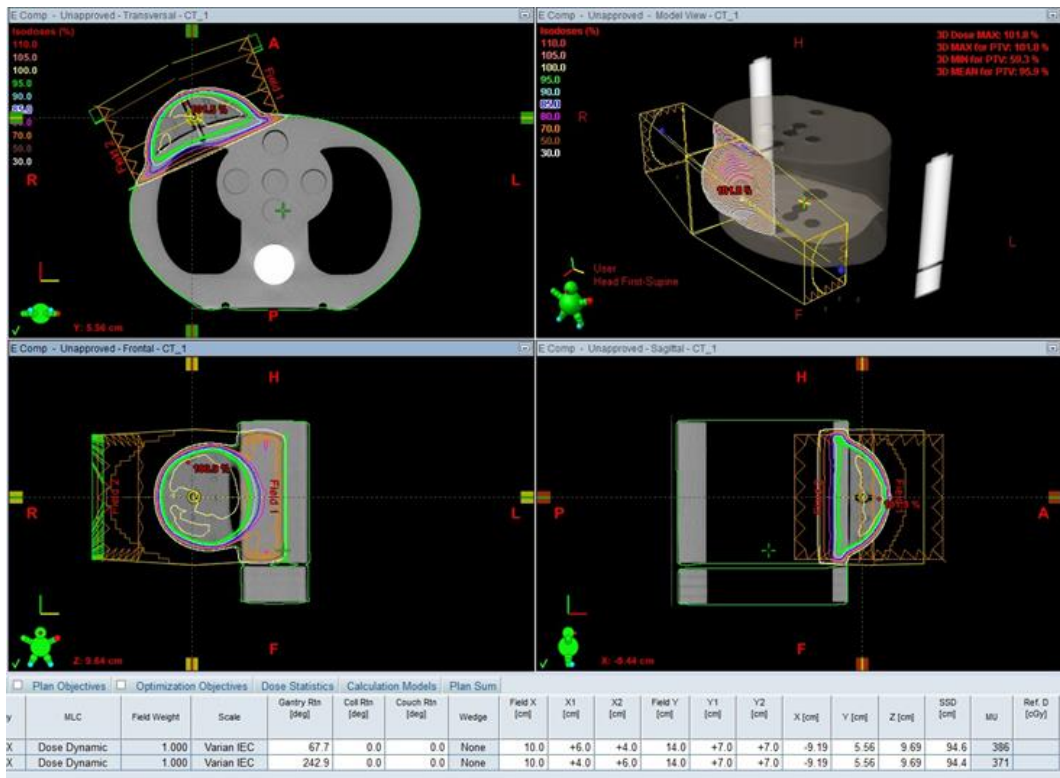 E Comp - Unapproved - Transversal - CT_1
Isodoses (%)
110.0
105.0
100.0
95.0
90.0
85.0
80.0
70.0
50.0
30.0
A
Field 1
Field 2
R
L
P
Y: 5.56 cm
E Comp - Unapproved - Model View - CT_1
Isodoses (%)
110.0
105.0
100.0
95.0
90.0
85.0
80.0
70.0
50.0
30.0
H
3D Dose MAX: 101.8 %
3D MAX for PTV: 101.8 %
3D MIN for PTV: 59.3 %
3D MEAN for PTV: 95.9 %
R
101.8 %
L
User
Head First-Supine
F
E Comp - Unapproved - Frontal - CT_1
H
Field 2
Field 1
R
L
F
Z: 9.64 cm
E Comp - Unapproved - Sagittal - CT_1
H
P
A
F
X: -9.44 cm
Plan Objectives Optimization Objectives Dose Statistics Calculation Models Plan Sum
y MLC Field Weight Scale Gantry Rtn [deg] Coll Rtn [deg] Couch Rtn [deg] Wedge Field X [cm] X1 [cm] X2 [cm] Field Y [cm] Y1 [cm] Y2 [cm] X [cm] Y [cm] Z [cm] SSD [cm] MU Ref. D [cGy]
X Dose Dynamic 1.000 Varian IEC 67.7 0.0 0.0 None 10.0 +6.0 +4.0 14.0 +7.0 +7.0 -9.19 5.56 9.69 94.6 386
X Dose Dynamic 1.000 Varian IEC 242.9 0.0 0.0 None 10.0 +4.0 +6.0 14.0 +7.0 +7.0 -9.19 5.56 9.69 94.4 371